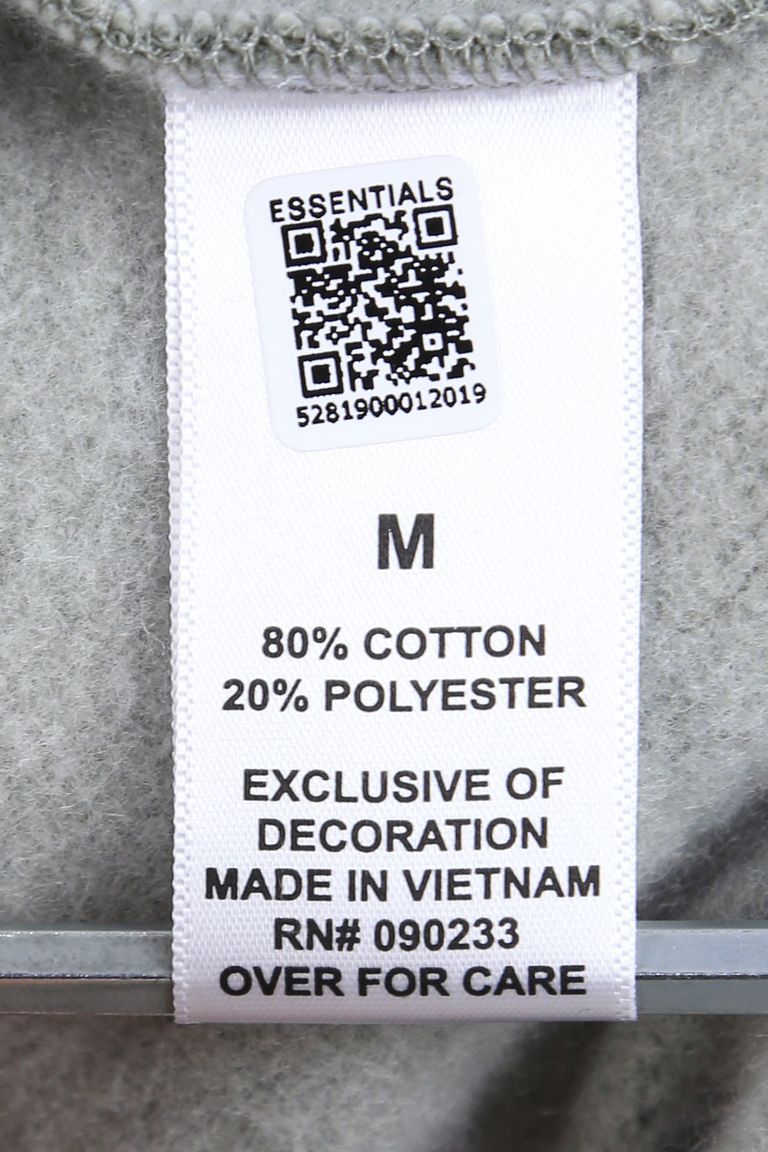 ESSENTIALS
5281900012019
M
80% COTTON
20% POLYESTER
EXCLUSIVE OF
DECORATION
MADE IN VIETNAM
RN# 090233
OVER FOR CARE